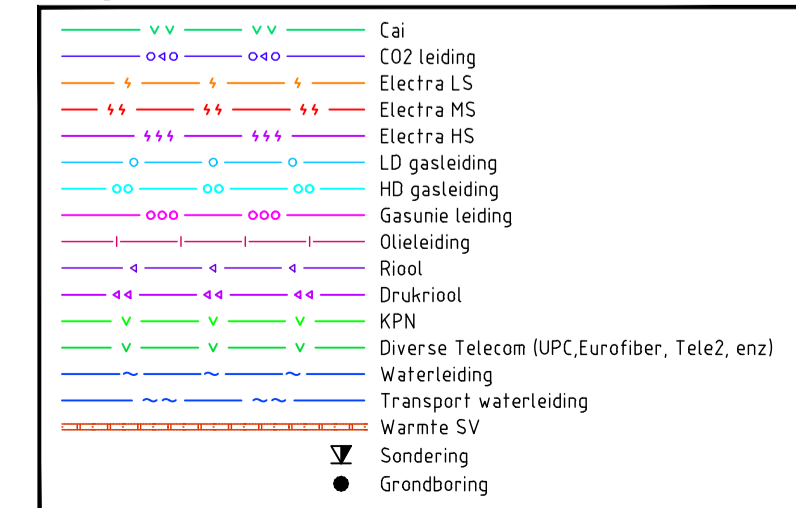 Cai
CO2 leiding
Electra LS
Electra MS
Electra HS
LD gasleiding
HD gasleiding
Gasunie leiding
Olieleiding
Riool
Drukriool
KPN
Diverse Telecom (UPC,Eurofiber, Tele2, enz)
Waterleiding
Transport waterleiding
Warmte SV
Sondering
Grondboring